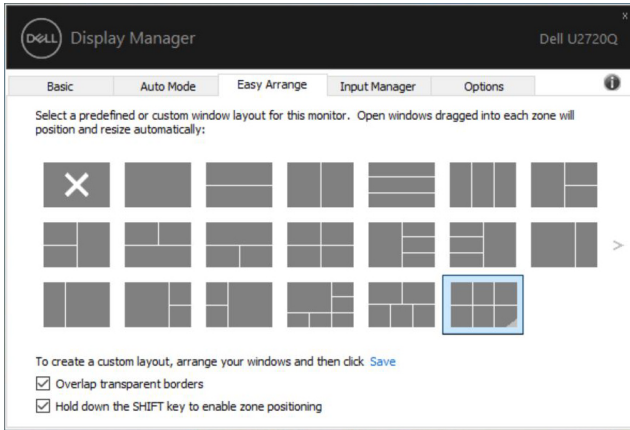 x
DELL Display Manager
Dell U2720Q
Basic Auto Mode Easy Arrange Input Manager Options i
Select a predefined or custom window layout for this monitor. Open windows dragged into each zone will
position and resize automatically:
>
To create a custom layout, arrange your windows and then click Save
Overlap transparent borders
Hold down the SHIFT key to enable zone positioning